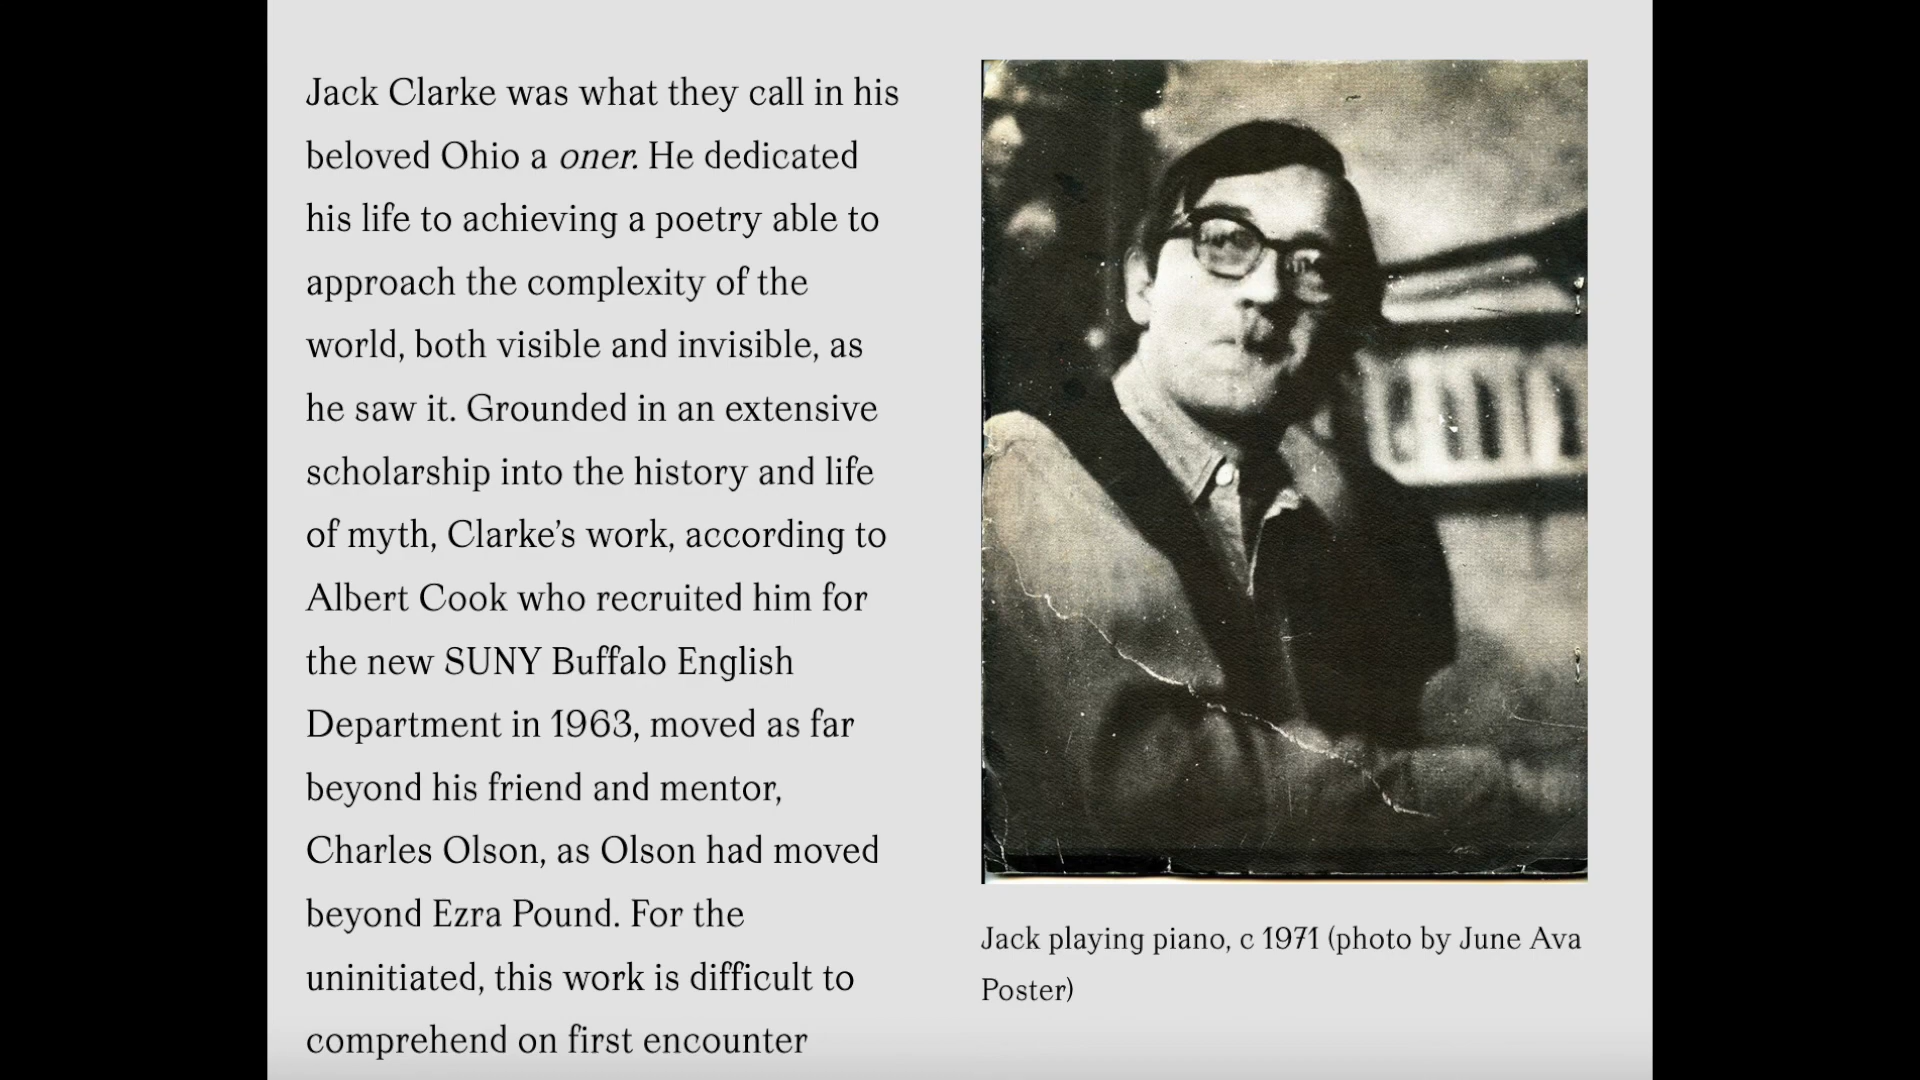 Jack Clarke was what they call in his
beloved Ohio a oner. He dedicated
his life to achieving a poetry able to
approach the complexity of the
world, both visible and invisible, as
he saw it. Grounded in an extensive
scholarship into the history and life
of myth, Clarke’s work, according to
Albert Cook who recruited him for
the new SUNY Buffalo English
Department in 1963, moved as far
beyond his friend and mentor,
Charles Olson, as Olson had moved
beyond Ezra Pound. For the
uninitiated, this work is difficult to
comprehend on first encounter
Jack playing piano, c 1971 (photo by June Ava
Poster)